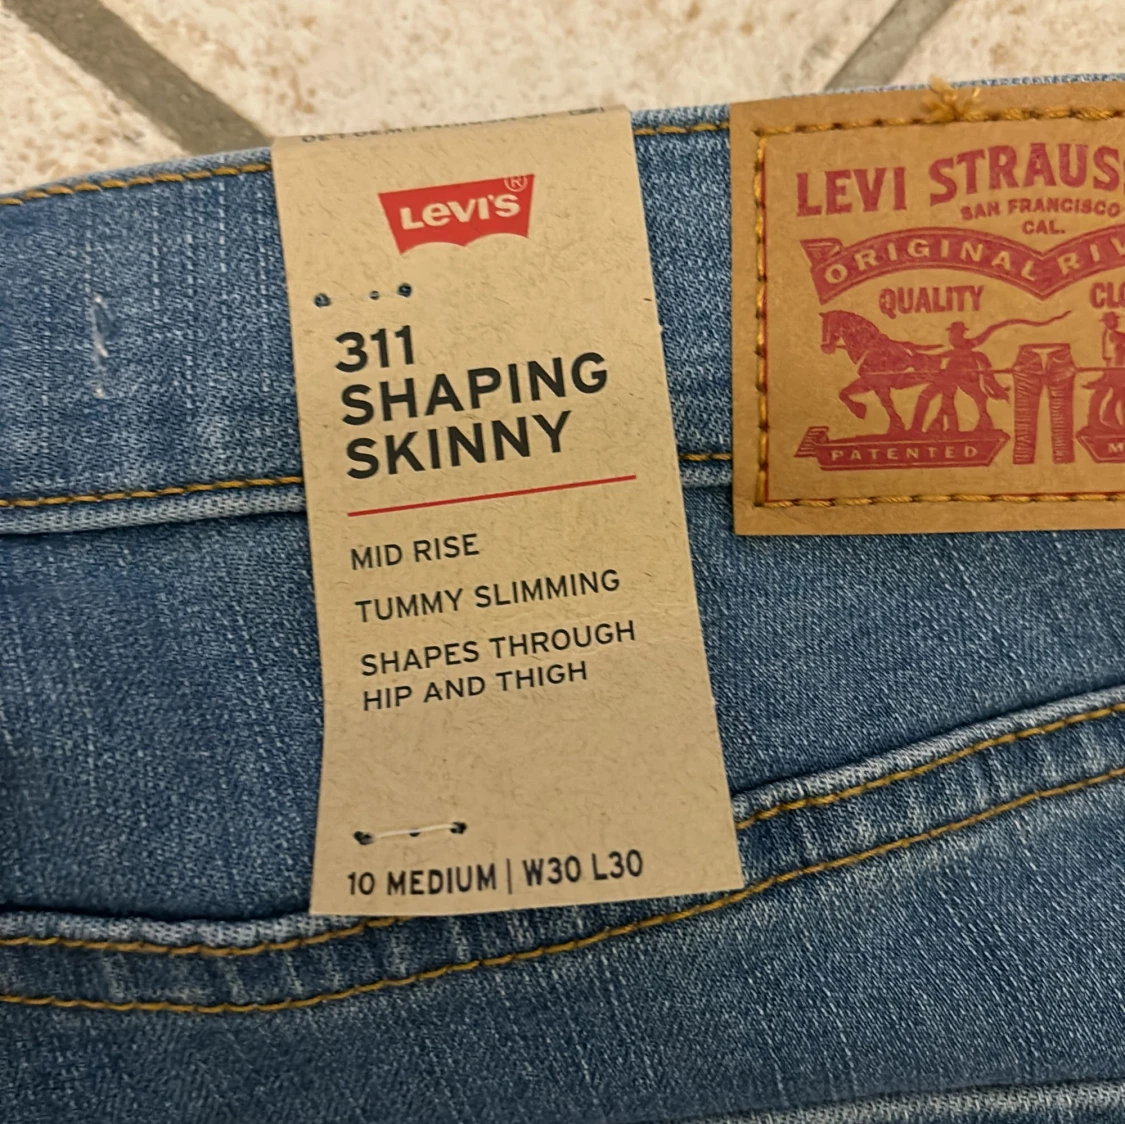 LEVI'S®
311
SHAPING
SKINNY
MID RISE
TUMMY SLIMMING
SHAPES THROUGH
HIP AND THIGH
10 MEDIUM | W30 L30
LEVI STRAUS
SAN FRANCISCO
CAL.
ORIGINAL RIV
QUALITY CLO
PATENTED M